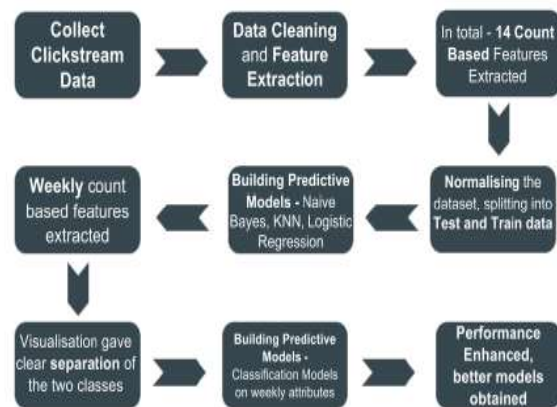 Collect
Clickstream
Data
Data Cleaning
and Feature
Extraction
In total - 14 Count
Based Features
Extracted
Normalising the
dataset, splitting into
Test and Train data
Building Predictive
Models - Naive
Bayes, KNN, Logistic
Regression
Weekly count
based features
extracted
Visualisation gave
clear separation of
the two classes
Building Predictive
Models -
Classification Models
on weekly attributes
Performance
Enhanced,
better models
obtained